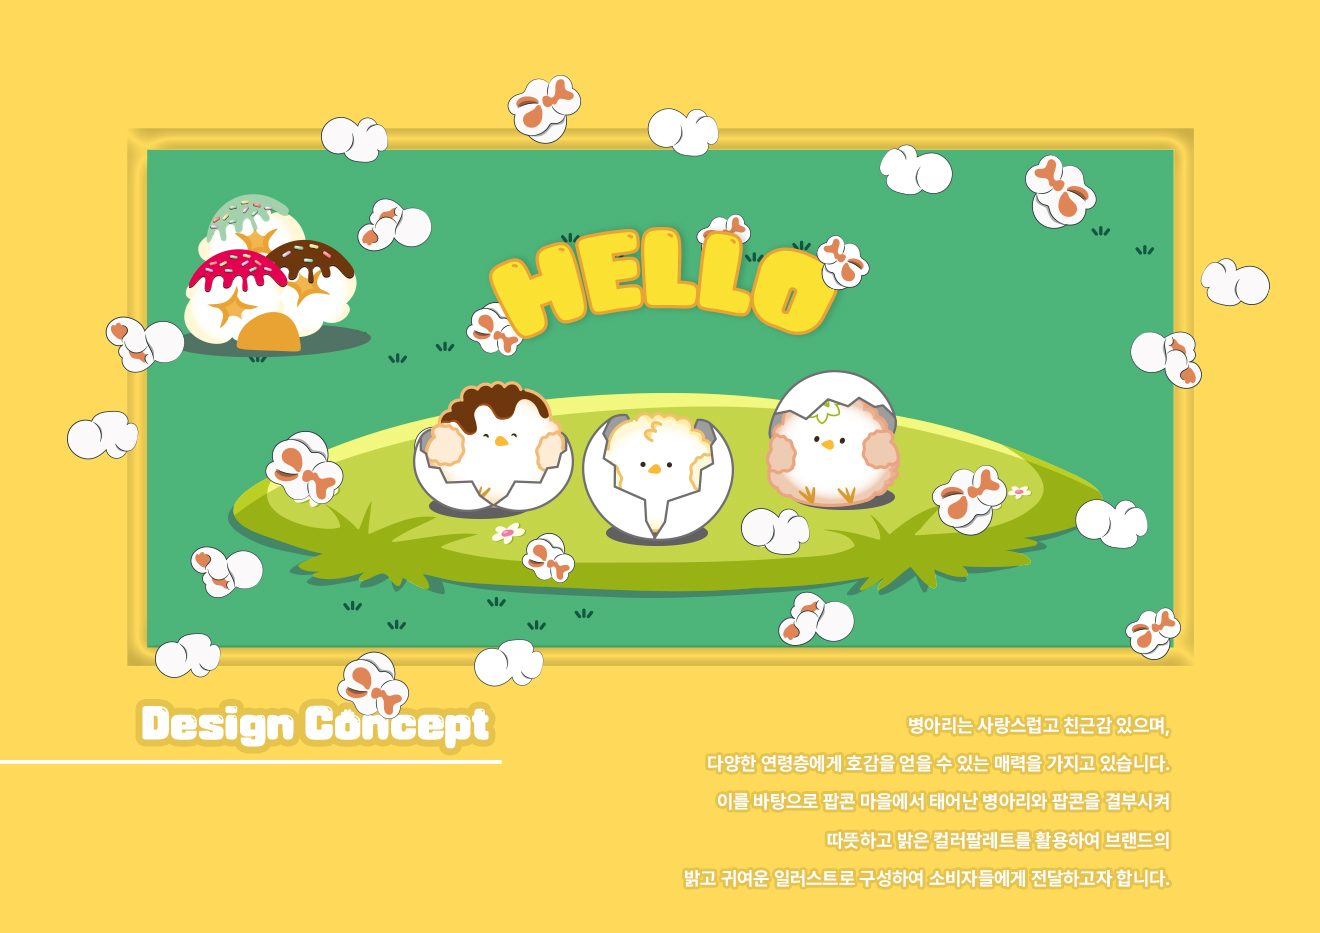 HELLO
Design Concept
병아리는 사랑스럽고 친근감 있으며,
다양한 연령층에게 호감을 얻을 수 있는 매력을 가지고 있습니다.
이를 바탕으로 팝콘 마을에서 태어난 병아리와 팝콘을 결부시켜
따뜻하고 밝은 컬러팔레트를 활용하여 브랜드의
밝고 귀여운 일러스트로 구성하여 소비자들에게 전달하고자 합니다.